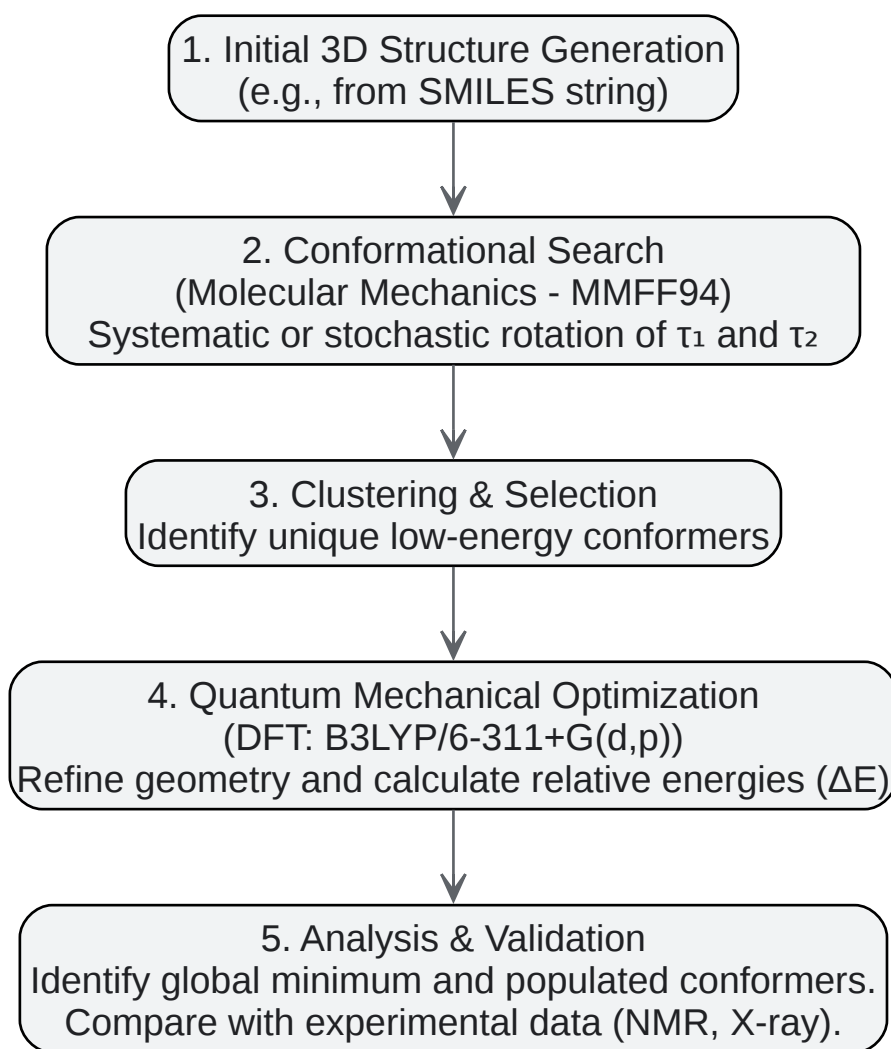 1. Initial 3D Structure Generation
(e.g., from SMILES string)
2. Conformational Search
(Molecular Mechanics - MMFF94)
Systematic or stochastic rotation of τ₁ and τ₂
3. Clustering & Selection
Identify unique low-energy conformers
4. Quantum Mechanical Optimization
(DFT: B3LYP/6-311+G(d,p))
Refine geometry and calculate relative energies (ΔE)
5. Analysis & Validation
Identify global minimum and populated conformers.
Compare with experimental data (NMR, X-ray).